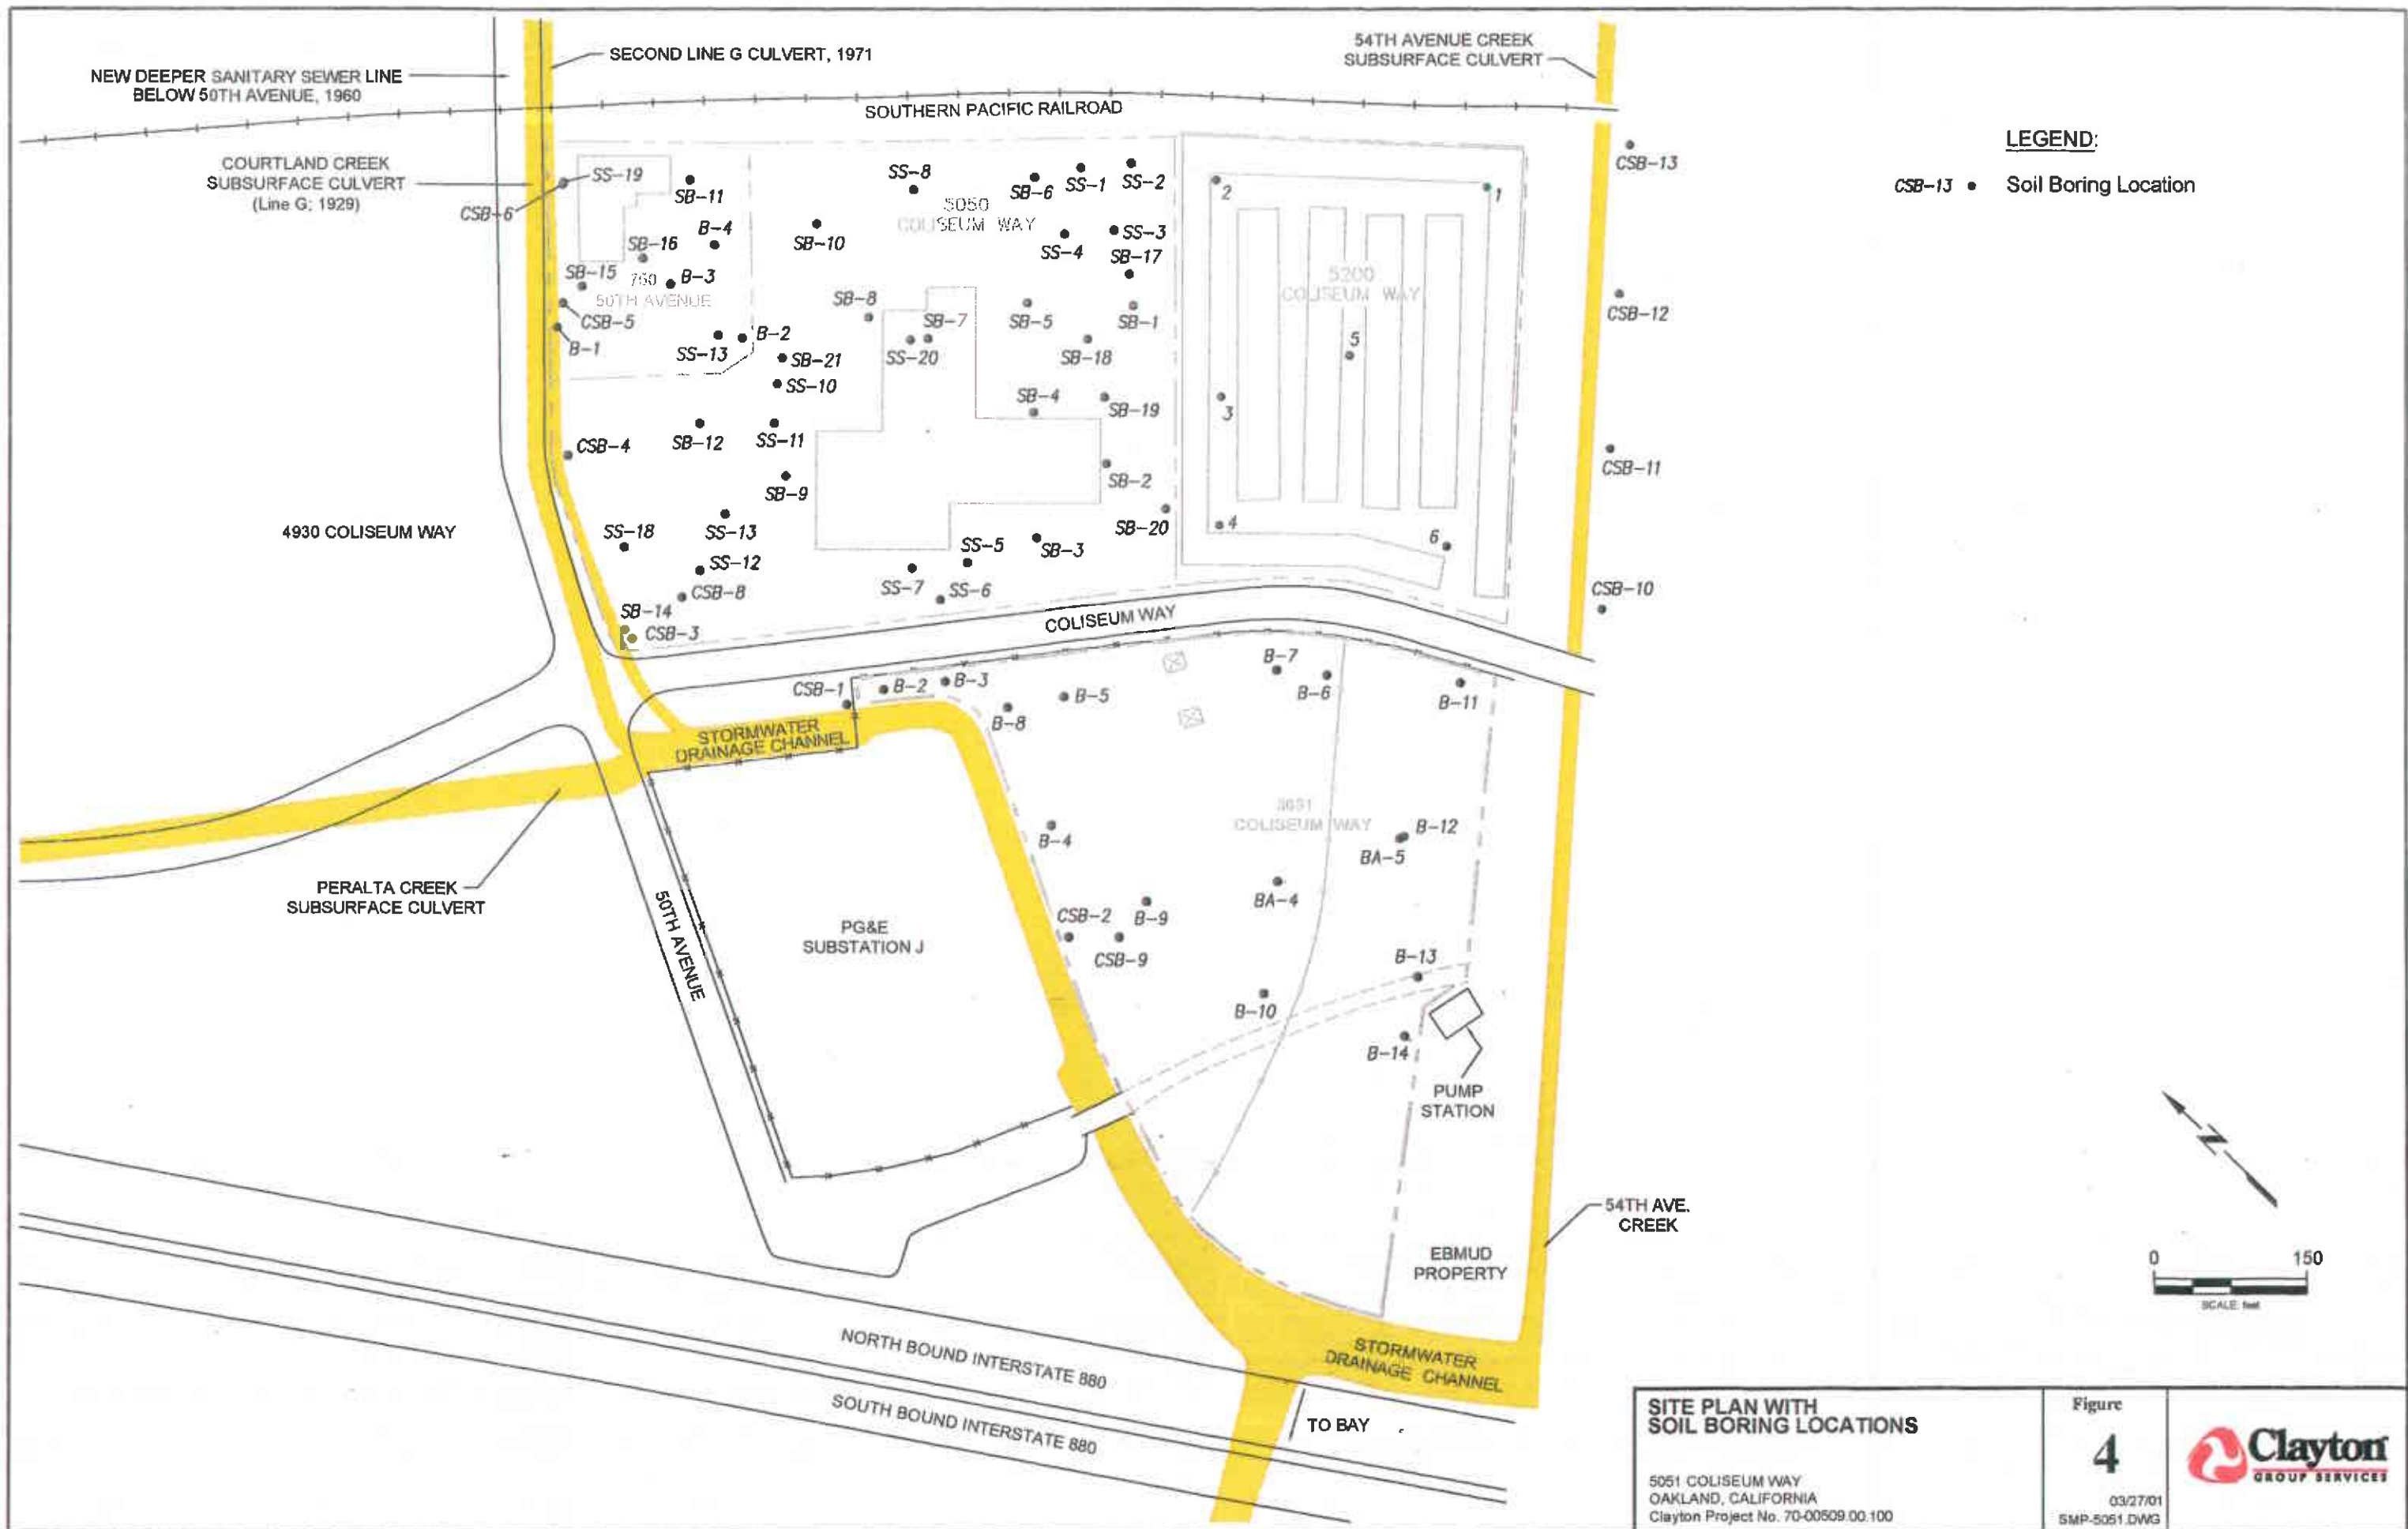 SECOND LINE G CULVERT, 1971
54TH AVENUE CREEK
SUBSURFACE CULVERT
NEW DEEPER SANITARY SEWER LINE
BELOW 50TH AVENUE, 1960
SOUTHERN PACIFIC RAILROAD
LEGEND:
CSB-13 Soil Boring Location
COURTLAND CREEK
SUBSURFACE CULVERT
(Line G; 1929)
CSB-6
SS-19
SB-11
SS-8
SB-6
SS-1
SS-2
CSB-13
2
1
5050
COLISEUM WAY
SB-16
B-4
SB-10
SS-4
SS-3
SB-17
SB-15
750
50TH AVENUE
B-3
5200
COLISEUM WAY
CSB-5
B-1
SB-8
SB-7
SB-5
SB-1
CSB-12
SS-13
B-2
SB-21
SS-20
SB-18
5
SS-10
SB-4
SB-19
3
CSB-4
SB-12
SS-11
SB-2
CSB-11
SB-9
4930 COLISEUM WAY
SS-18
SS-13
SS-12
SS-5
SB-3
SB-20
4
6
CSB-8
SS-7
SS-6
CSB-10
SB-14
CSB-3
COLISEUM WAY
CSB-1
B-2
B-3
B-5
B-8
B-7
B-6
B-11
STORMWATER
DRAINAGE CHANNEL
B-4
COLISEUM WAY
B-12
BA-5
PERALTA CREEK
SUBSURFACE CULVERT
50TH AVENUE
PG&E
SUBSTATION J
BA-4
CSB-2
B-9
CSB-9
B-13
B-10
B-14
PUMP
STATION
54TH AVE.
CREEK
EBMUD
PROPERTY
N
0 150
SCALE: feet
NORTH BOUND INTERSTATE 880
SOUTH BOUND INTERSTATE 880
STORMWATER
DRAINAGE CHANNEL
TO BAY
SITE PLAN WITH
SOIL BORING LOCATIONS
5051 COLISEUM WAY
OAKLAND, CALIFORNIA
Clayton Project No. 70-00509.00.100
Figure
4
03/27/01
SMP-5051.DWG
Clayton
GROUP SERVICES